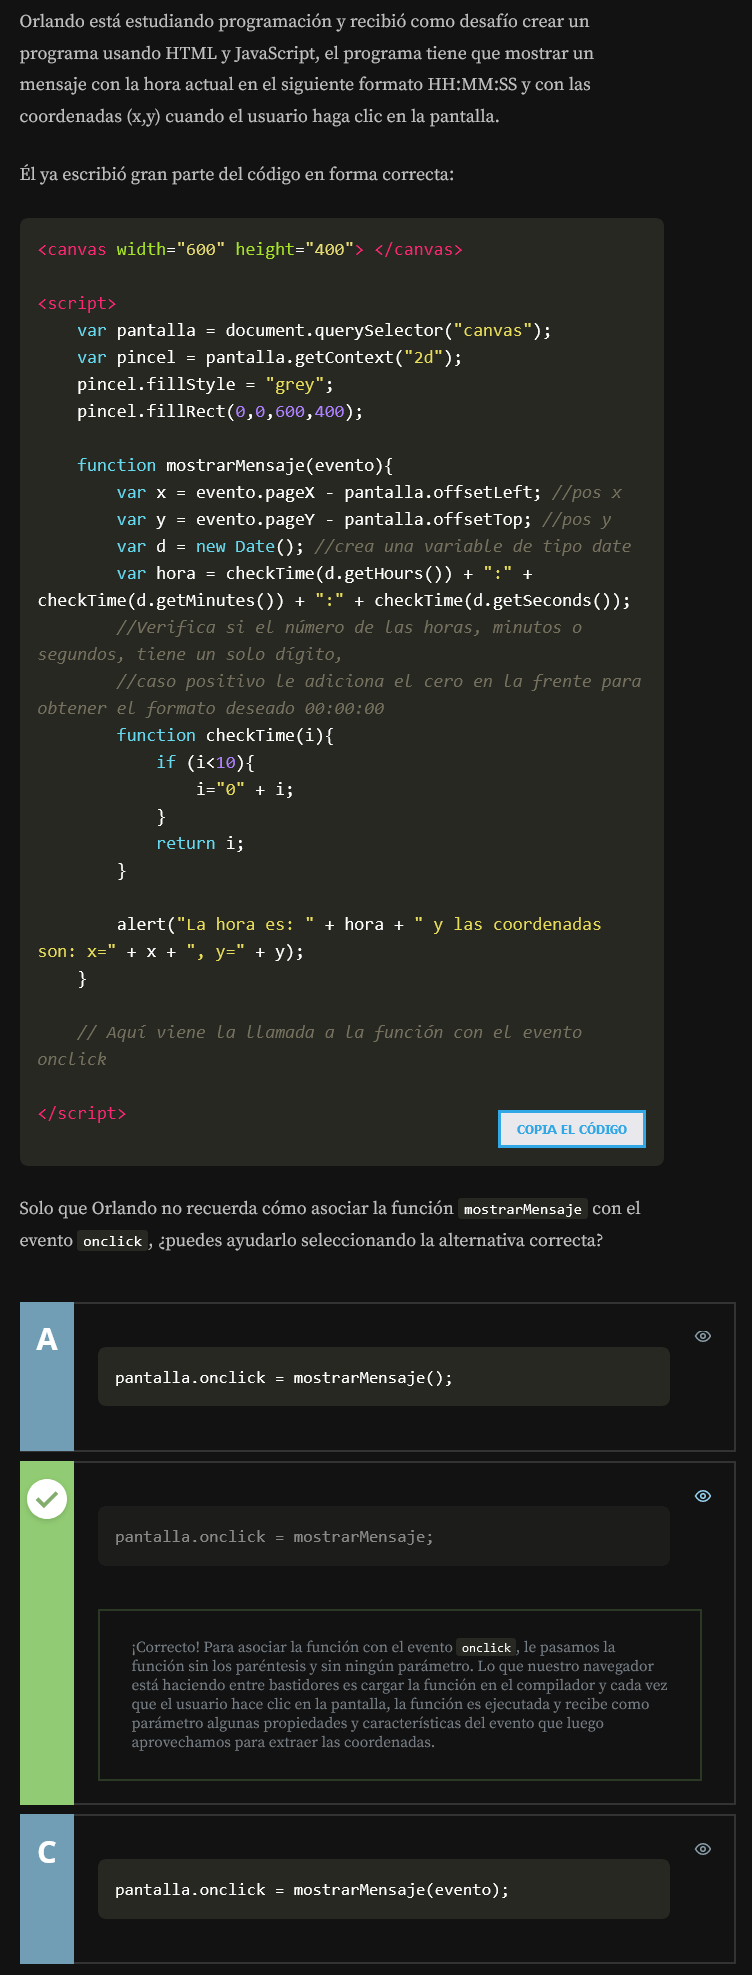 Orlando está estudiando programación y recibió como desafío crear un
programa usando HTML y JavaScript, el programa tiene que mostrar un
mensaje con la hora actual en el siguiente formato HH:MM:SS y con las
coordenadas (x,y) cuando el usuario haga clic en la pantalla.
Él ya escribió gran parte del código en forma correcta:
<canvas width="600" height="400"> </canvas>
<script>
    var pantalla = document.querySelector("canvas");
    var pincel = pantalla.getContext("2d");
    pincel.fillStyle = "grey";
    pincel.fillRect(0,0,600,400);
    function mostrarMensaje(evento){
        var x = evento.pageX - pantalla.offsetLeft; //pos x
        var y = evento.pageY - pantalla.offsetTop; //pos y
        var d = new Date(); //crea una variable de tipo date
        var hora = checkTime(d.getHours()) + ":" +
checkTime(d.getMinutes()) + ":" + checkTime(d.getSeconds());
        //Verifica si el número de las horas, minutos o
segundos, tiene un solo dígito,
        //caso positivo le adiciona el cero en la frente para
obtener el formato deseado 00:00:00
        function checkTime(i){
            if (i<10){
                i="0" + i;
            }
            return i;
        }
        alert("La hora es: " + hora + " y las coordenadas
son: x=" + x + ", y=" + y);
    }
    // Aquí viene la llamada a la función con el evento
onclick
</script>
COPIA EL CÓDIGO
Solo que Orlando no recuerda cómo asociar la función mostrarMensaje con el
evento onclick, ¿puedes ayudarlo seleccionando la alternativa correcta?
A
pantalla.onclick = mostrarMensaje();
pantalla.onclick = mostrarMensaje;
¡Correcto! Para asociar la función con el evento onclick, le pasamos la
función sin los paréntesis y sin ningún parámetro. Lo que nuestro navegador
está haciendo entre bastidores es cargar la función en el compilador y cada vez
que el usuario hace clic en la pantalla, la función es ejecutada y recibe como
parámetro algunas propiedades y características del evento que luego
aprovechamos para extraer las coordenadas.
C
pantalla.onclick = mostrarMensaje(evento);